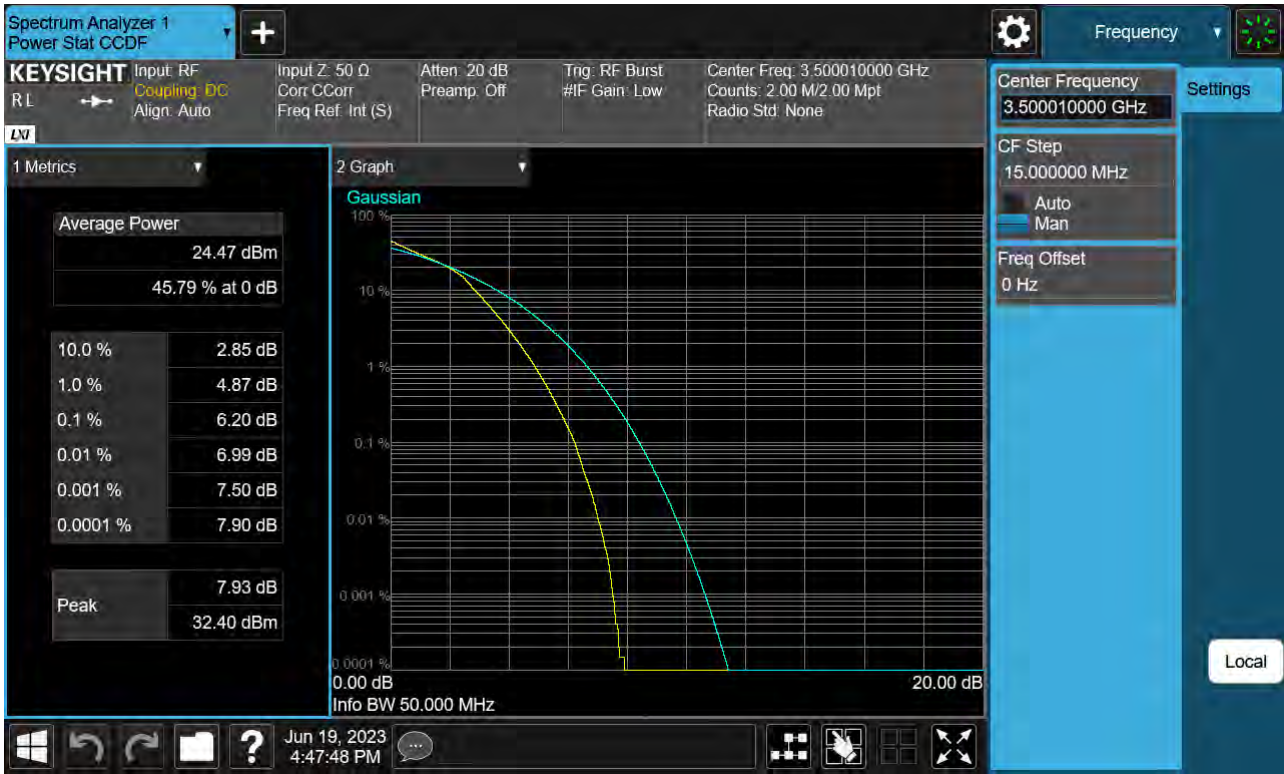 Spectrum Analyzer 1
Power Stat CCDF
+
Frequency
KEYSIGHT
RL
LXI
Input: RF
Coupling: DC
Align: Auto
Input Z: 50 Ω
Corr CCorr
Freq Ref: Int (S)
Atten: 20 dB
Preamp: Off
Trig: RF Burst
#IF Gain: Low
Center Freq: 3.500010000 GHz
Counts: 2.00 M/2.00 Mpt
Radio Std: None
Center Frequency
3.500010000 GHz
Settings
CF Step
15.000000 MHz
Auto
Man
Freq Offset
0 Hz
1 Metrics
Average Power
24.47 dBm
45.79 % at 0 dB
10.0 % 2.85 dB
1.0 % 4.87 dB
0.1 % 6.20 dB
0.01 % 6.99 dB
0.001 % 7.50 dB
0.0001 % 7.90 dB
Peak
7.93 dB
32.40 dBm
2 Graph
Gaussian
100 %
10 %
1 %
0.1 %
0.01 %
0.001 %
0.0001 %
0.00 dB 20.00 dB
Info BW 50.000 MHz
Local
?
Jun 19, 2023
4:47:48 PM